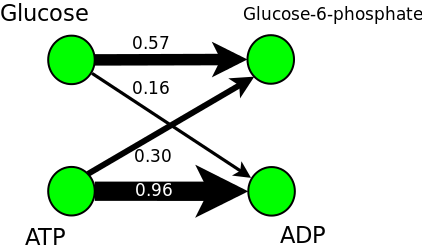 Glucose
Glucose-6-phosphate
0.57
0.16
0.30
0.96
ATP
ADP